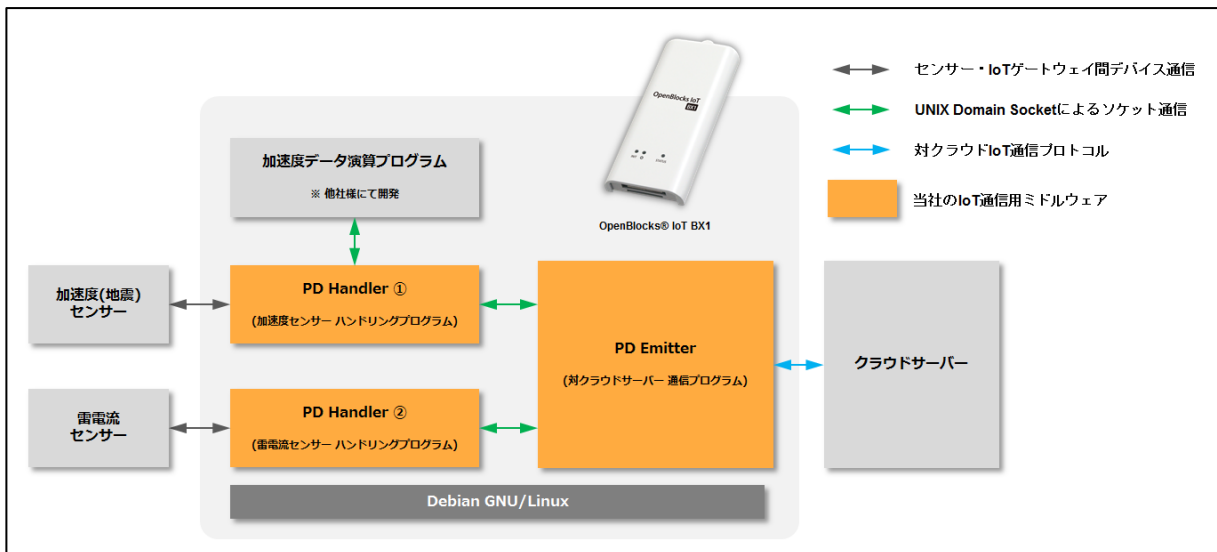 OpenBlocks IoT
BX1
OpenBlocks® IoT BX1
センサー・IoTゲートウェイ間デバイス通信
UNIX Domain Socketによるソケット通信
対クラウドIoT通信プロトコル
当社のIoT通信用ミドルウェア
加速度データ演算プログラム
※ 他社様にて開発
加速度(地震)
センサー
PD Handler ①
(加速度センサー ハンドリングプログラム)
PD Emitter
(対クラウドサーバー 通信プログラム)
クラウドサーバー
雷電流
センサー
PD Handler ②
(雷電流センサー ハンドリングプログラム)
Debian GNU/Linux